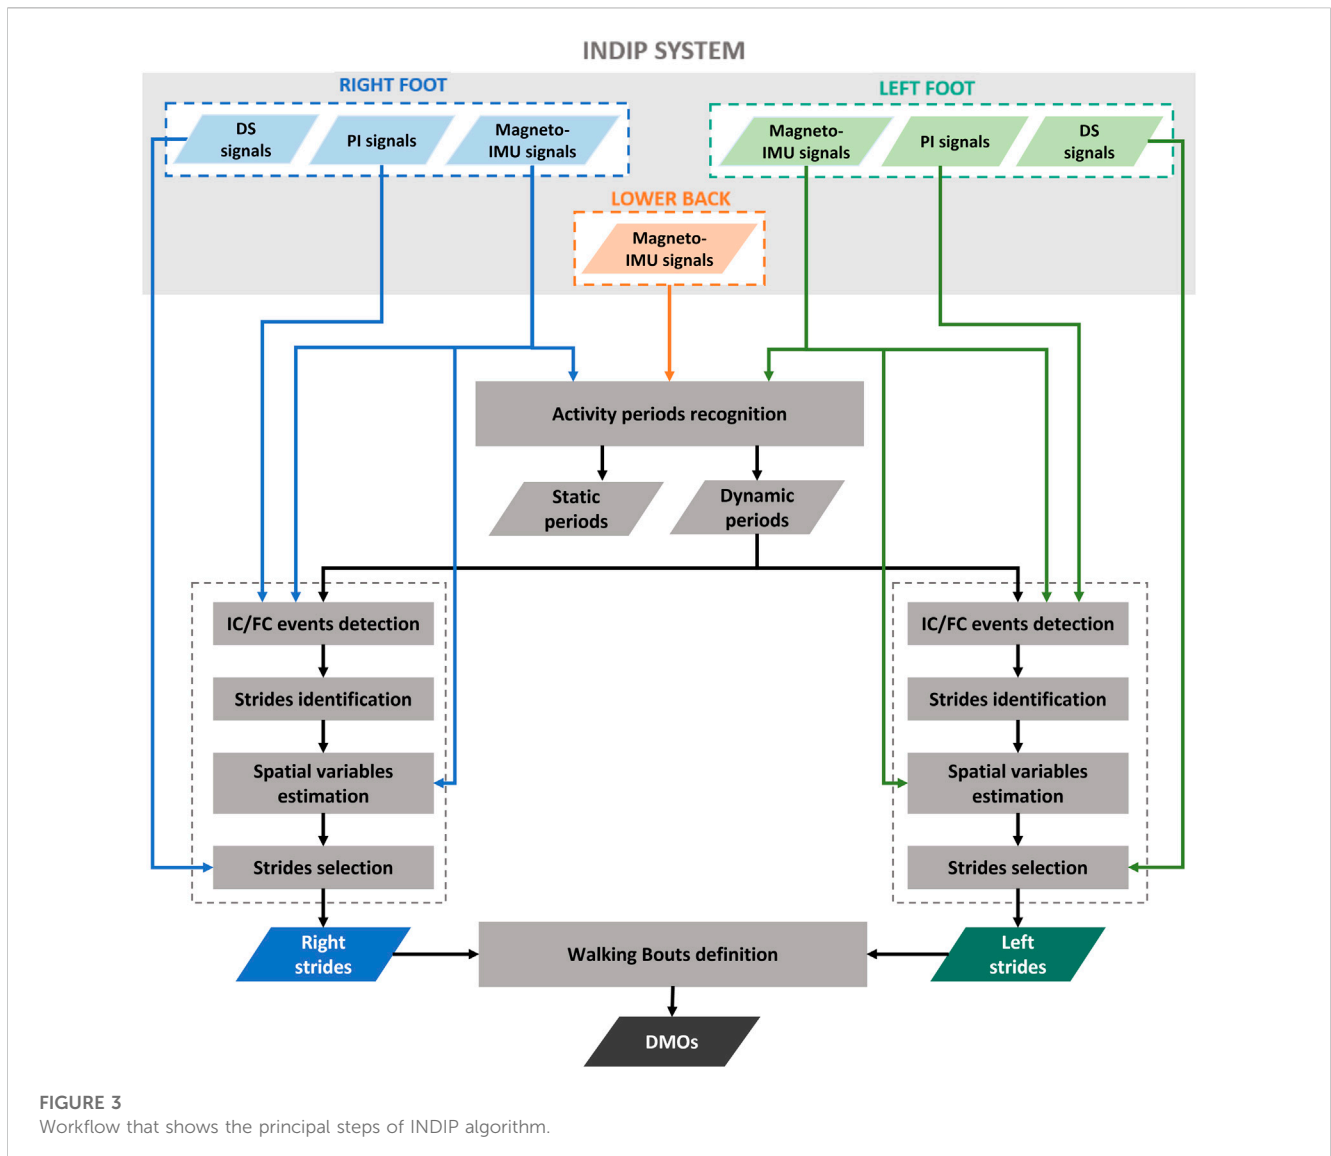 INDIP SYSTEM
RIGHT FOOT
LEFT FOOT
DS
signals
PI signals
Magneto-
IMU signals
Magneto-
IMU signals
PI signals
DS
signals
LOWER BACK
Magneto-
IMU signals
Activity periods recognition
Static
periods
Dynamic
periods
IC/FC events detection
Strides identification
Spatial variables
estimation
Strides selection
IC/FC events detection
Strides identification
Spatial variables
estimation
Strides selection
Right
strides
Walking Bouts definition
Left
strides
DMOs
FIGURE 3
Workflow that shows the principal steps of INDIP algorithm.